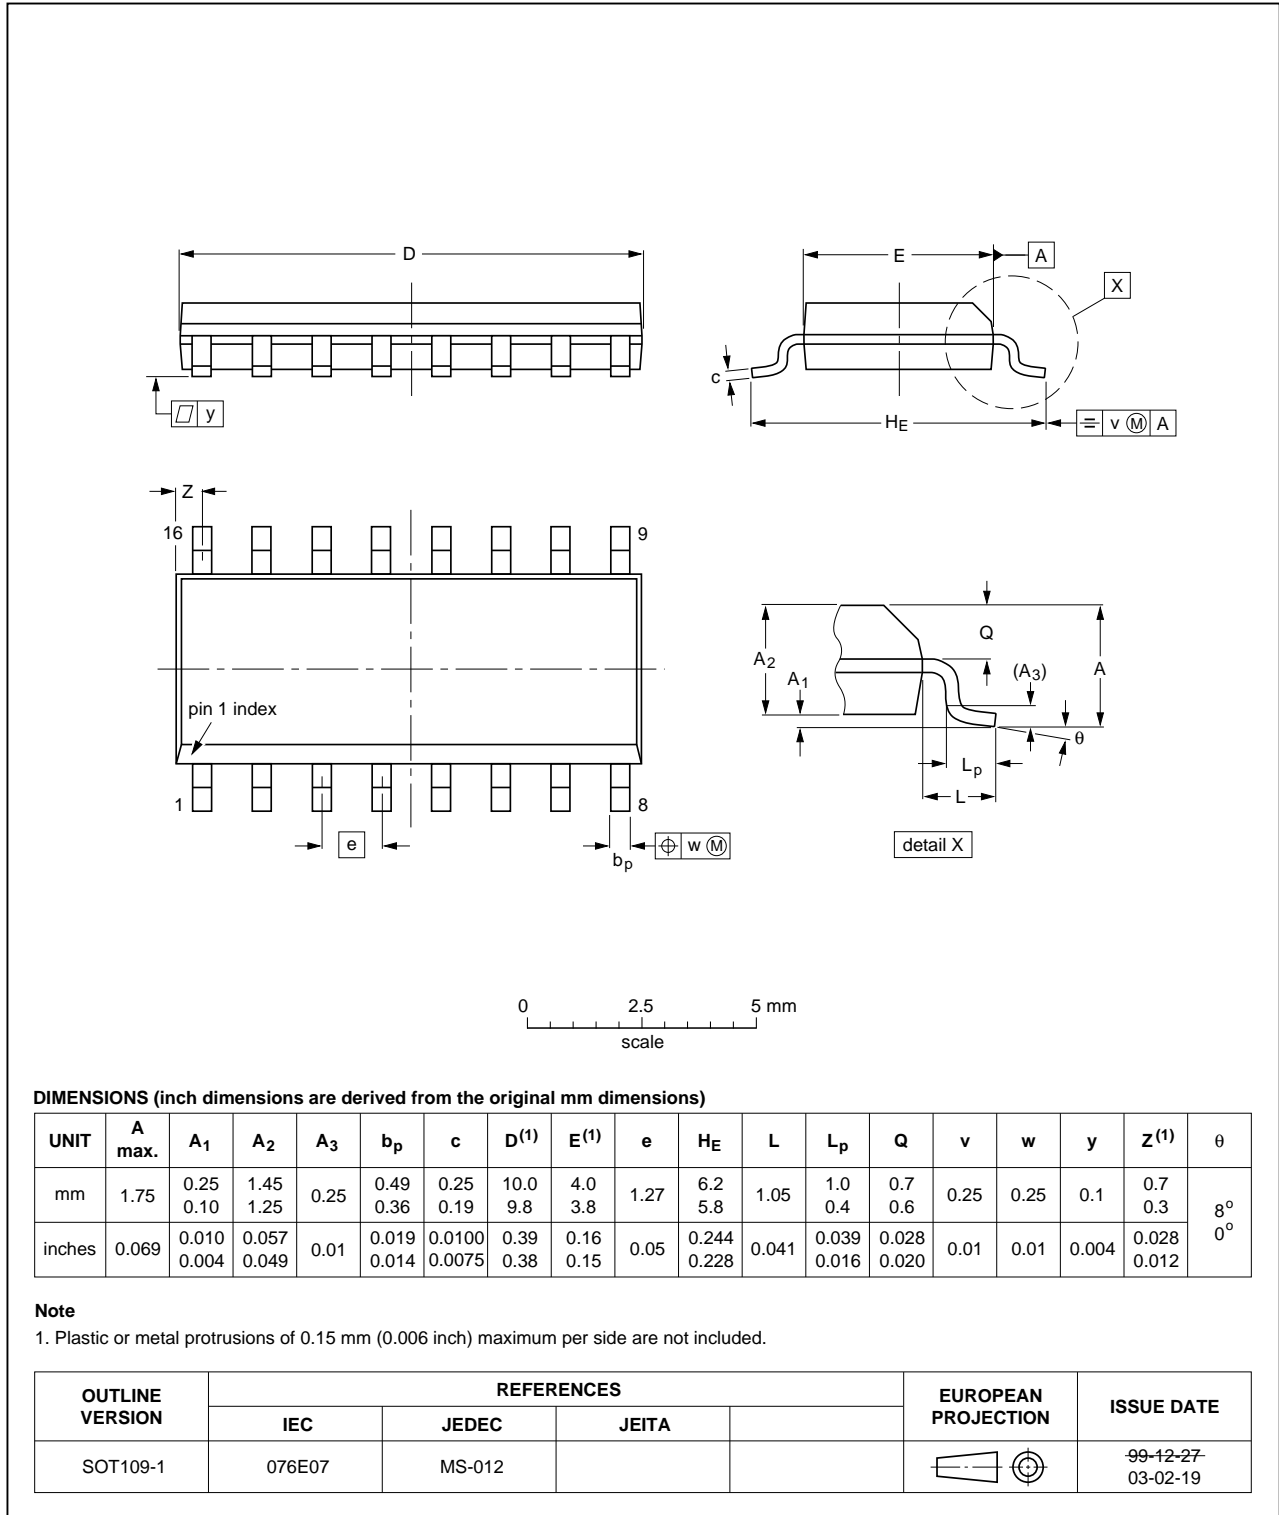 D
E
A
X
c
y
HE
v M A
Z
16
9
pin 1 index
1
8
e
bp
w M
A2
A1
Q
(A3)
A
θ
Lp
L
detail X
0 2.5 5 mm
scale
DIMENSIONS (inch dimensions are derived from the original mm dimensions)
UNIT A max. A1 A2 A3 bp c D(1) E(1) e HE L Lp Q v w y Z(1) θ
mm 1.75 0.25 0.10 1.45 1.25 0.25 0.49 0.36 0.25 0.19 10.0 9.8 4.0 3.8 1.27 6.2 5.8 1.05 1.0 0.4 0.7 0.6 0.25 0.25 0.1 0.7 0.3 8° 0°
inches 0.069 0.010 0.004 0.057 0.049 0.01 0.019 0.014 0.0100 0.0075 0.39 0.38 0.16 0.15 0.05 0.244 0.228 0.041 0.039 0.016 0.028 0.020 0.01 0.01 0.004 0.028 0.012
Note
1. Plastic or metal protrusions of 0.15 mm (0.006 inch) maximum per side are not included.
OUTLINE VERSION REFERENCES EUROPEAN PROJECTION ISSUE DATE
IEC JEDEC JEITA
SOT109-1 076E07 MS-012 99-12-27
03-02-19